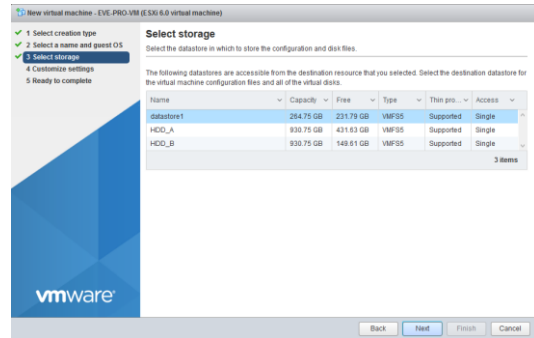 New virtual machine - EVE-PRO-VM (ESXi 6.0 virtual machine)
1 Select creation type
2 Select a name and guest OS
3 Select storage
4 Customize settings
5 Ready to complete
Select storage
Select the datastore in which to store the configuration and disk files.
The following datastores are accessible from the destination resource that you selected. Select the destination datastore for
the virtual machine configuration files and all of the virtual disks.
Name Capacity Free Type Thin pro... Access
datastore1 264.75 GB 231.79 GB VMFS5 Supported Single
HDD_A 930.75 GB 431.63 GB VMFS5 Supported Single
HDD_B 930.75 GB 149.61 GB VMFS5 Supported Single
3 items
vmware
Back Next Finish Cancel